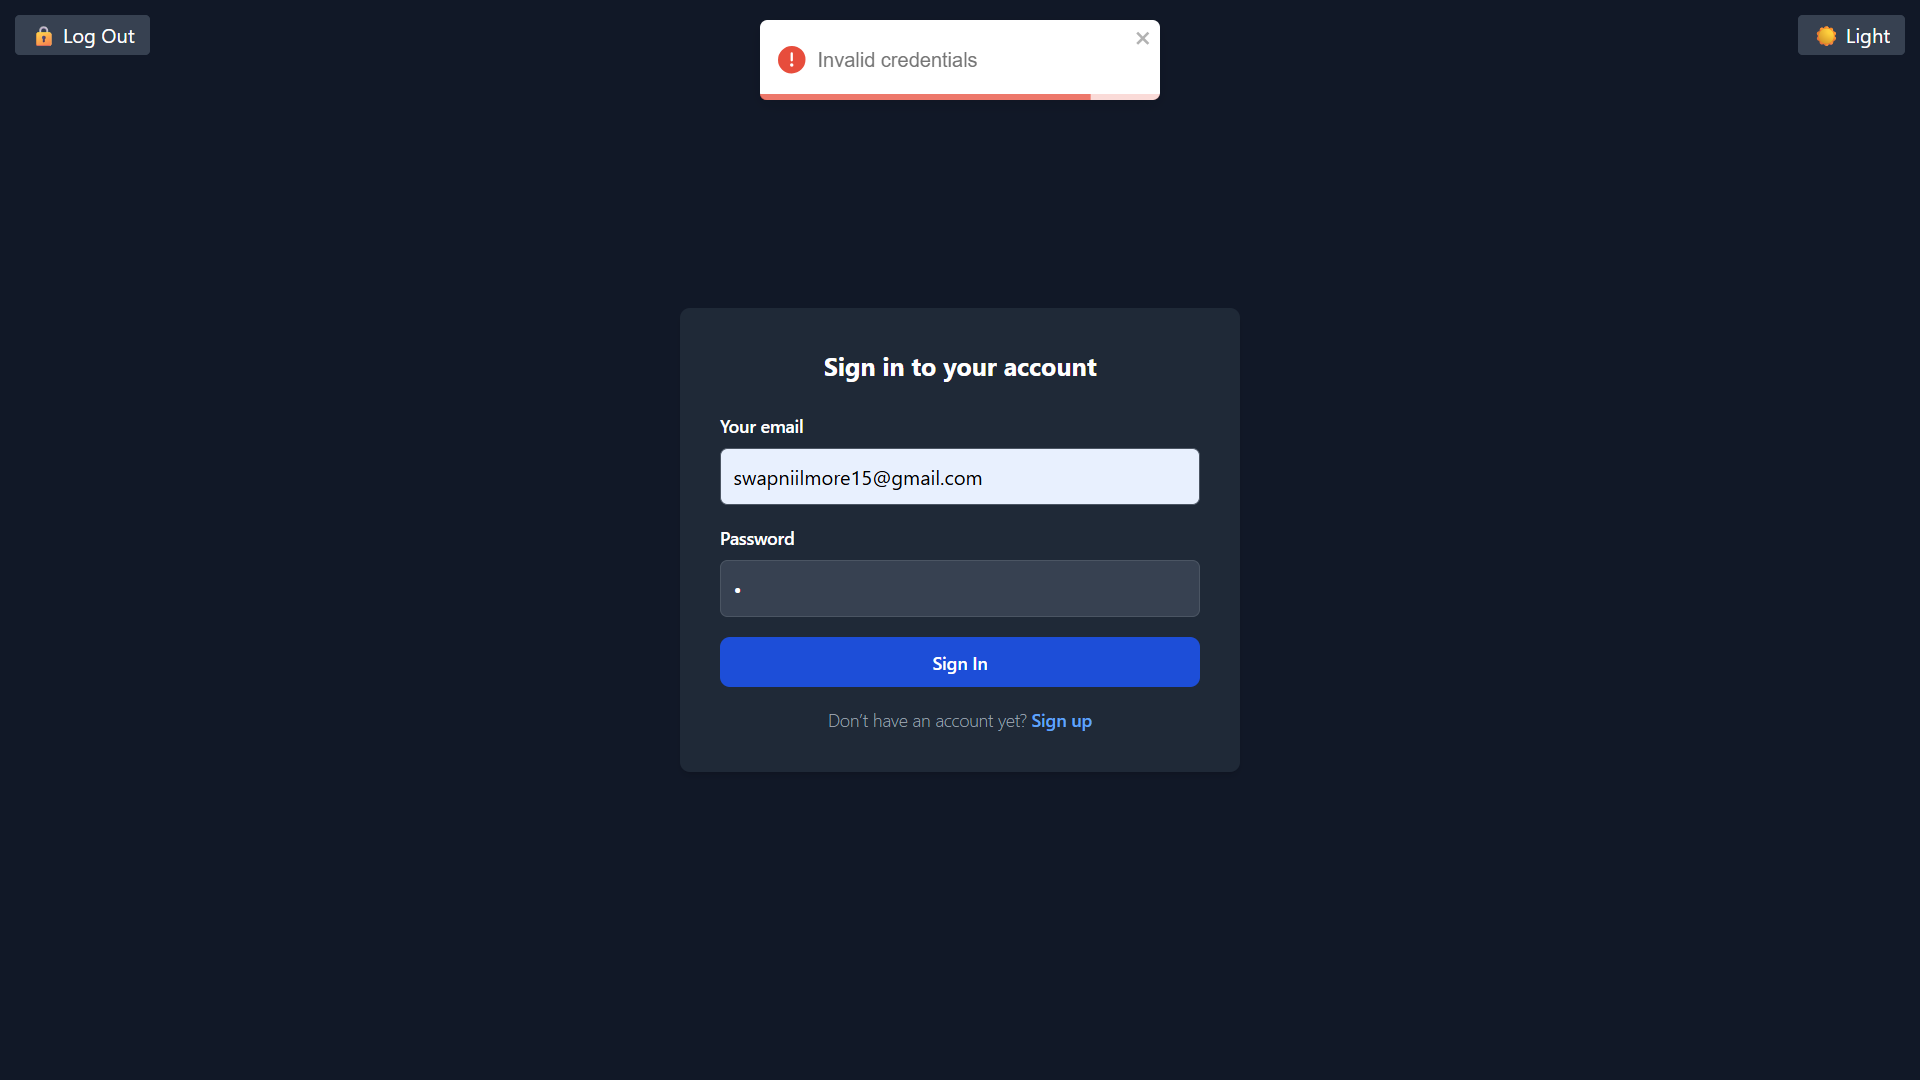 Log Out
Invalid credentials
Light
Sign in to your account
Your email
swapniilmore15@gmail.com
Password
Sign In
Don’t have an account yet? Sign up